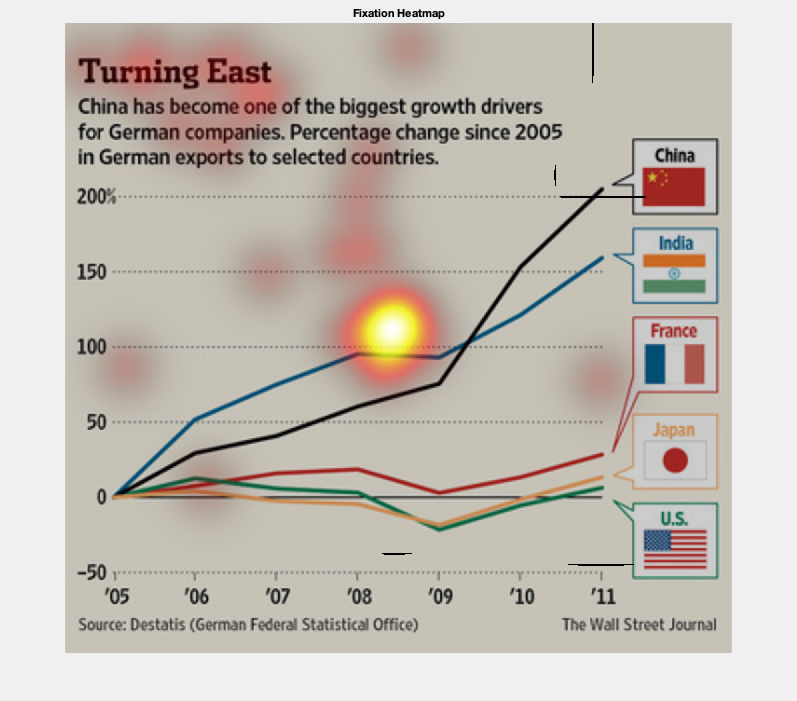 Fixation Heatmap
Turning East
China has become one of the biggest growth drivers
for German companies. Percentage change since 2005
in German exports to selected countries.
200%
150
100
50
0
–50
'05 '06 '07 '08 '09 '10 '11
China
India
France
Japan
U.S.
Source: Destatis (German Federal Statistical Office)
The Wall Street Journal